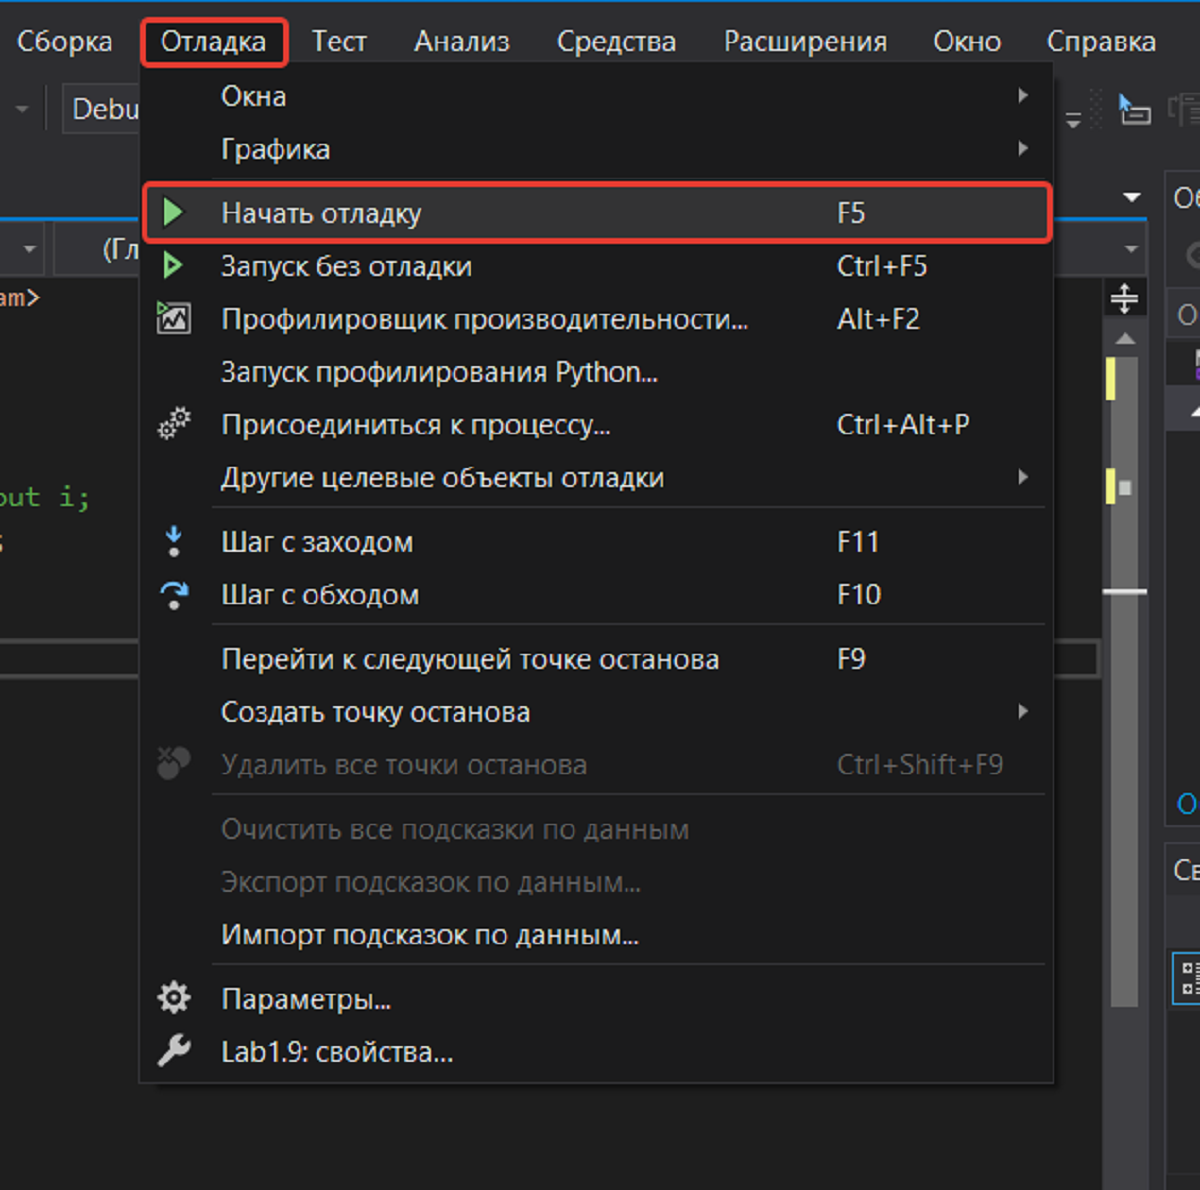 Сборка Отладка Тест Анализ Средства Расширения Окно Справка
Debu
Окна
Графика
Начать отладку F5
(Гл
Запуск без отладки Ctrl+F5
am>
Профилировщик производительности... Alt+F2
Запуск профилирования Python...
Присоединиться к процессу... Ctrl+Alt+P
Другие целевые объекты отладки
out i;
Шаг с заходом F11
Шаг с обходом F10
Перейти к следующей точке останова F9
Создать точку останова
Удалить все точки останова Ctrl+Shift+F9
Очистить все подсказки по данным
Экспорт подсказок по данным...
Св
Импорт подсказок по данным...
Параметры...
Lab1.9: свойства...